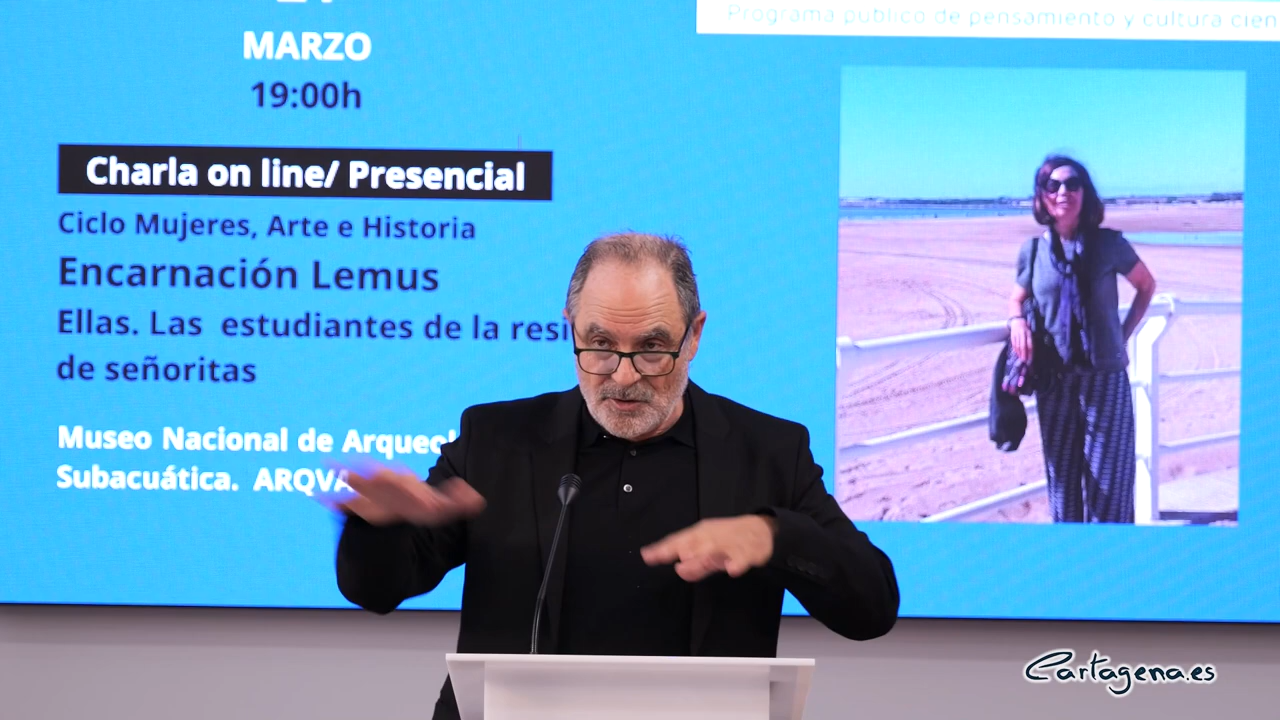 MARZO
19:00h
Programa público de pensamiento y cultura cien
Charla on line/ Presencial
Ciclo Mujeres, Arte e Historia
Encarnación Lemus
Ellas. Las estudiantes de la resi
de señoritas
Museo Nacional de Arqueol
Subacuática. ARQVA
Cartagena.es